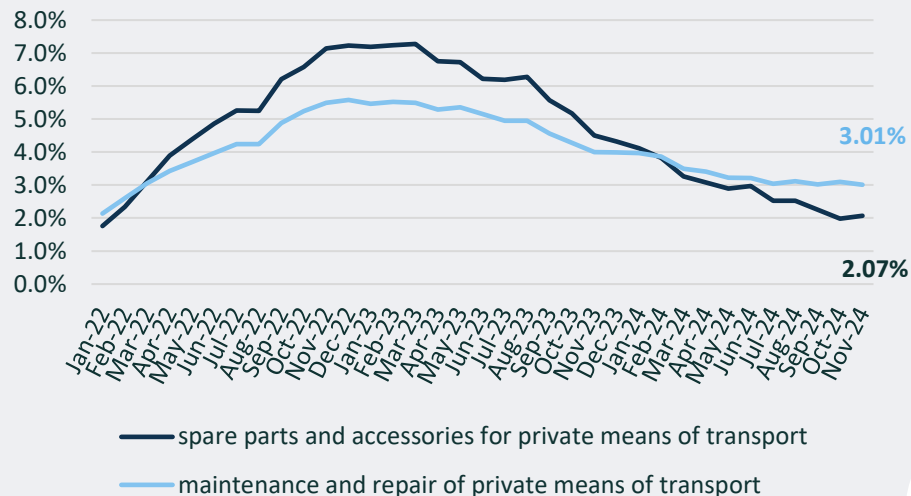 8.0%
7.0%
6.0%
5.0%
4.0%
3.0%
2.0%
1.0%
0.0%
3.01%
2.07%
Jan-22
Feb-22
Mar-22
Apr-22
May-22
Jun-22
Jul-22
Aug-22
Sep-22
Oct-22
Nov-22
Dec-22
Jan-23
Feb-23
Mar-23
Apr-23
May-23
Jun-23
Jul-23
Aug-23
Sep-23
Oct-23
Nov-23
Dec-23
Jan-24
Feb-24
Mar-24
Apr-24
May-24
Jun-24
Jul-24
Aug-24
Sep-24
Oct-24
Nov-24
spare parts and accessories for private means of transport
maintenance and repair of private means of transport